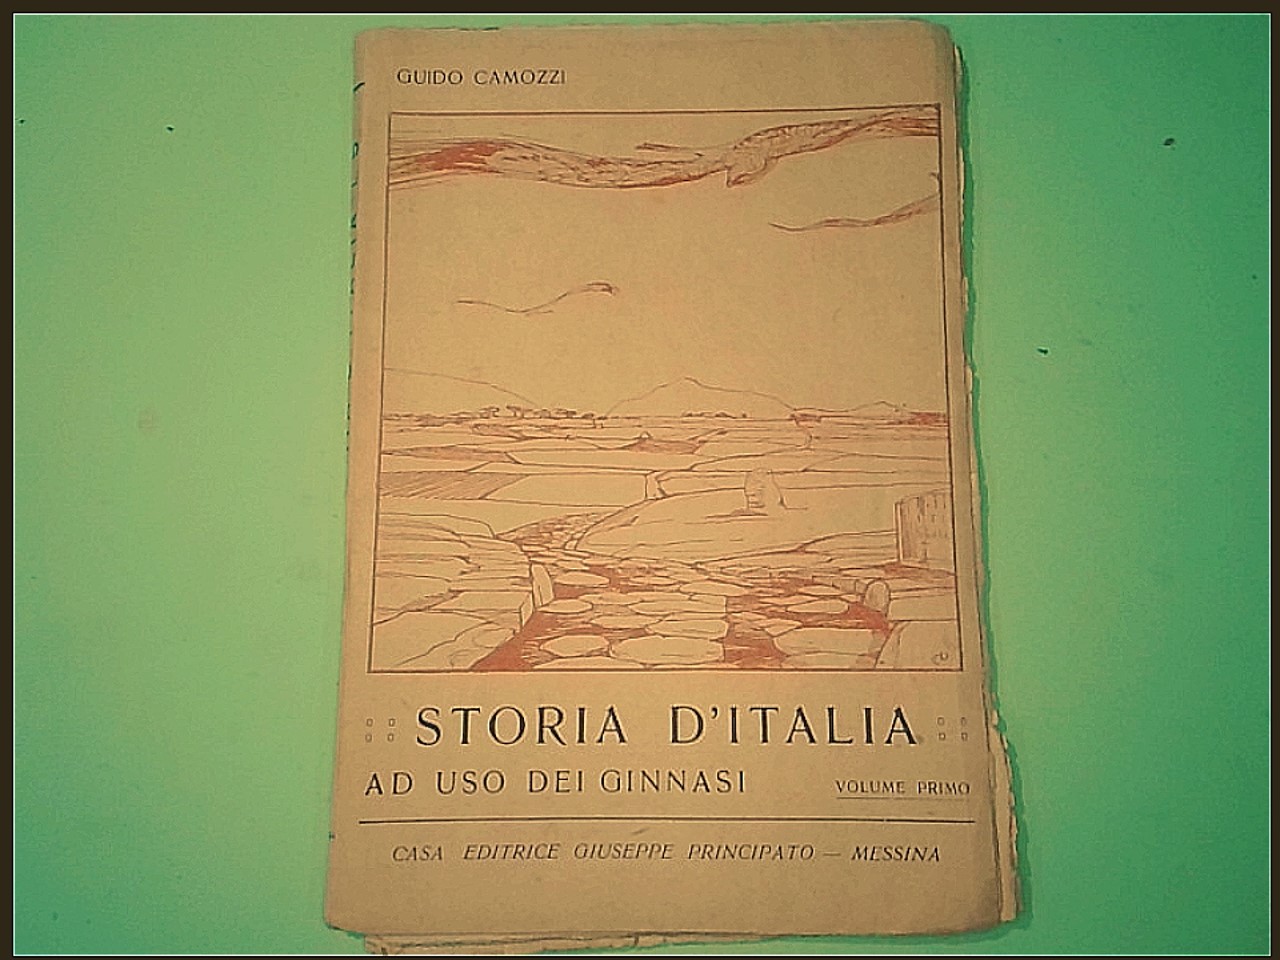 GUIDO CAMOZZI
STORIA D'ITALIA
AD USO DEI GINNASI
VOLUME PRIMO
CASA EDITRICE GIUSEPPE PRINCIPATO — MESSINA